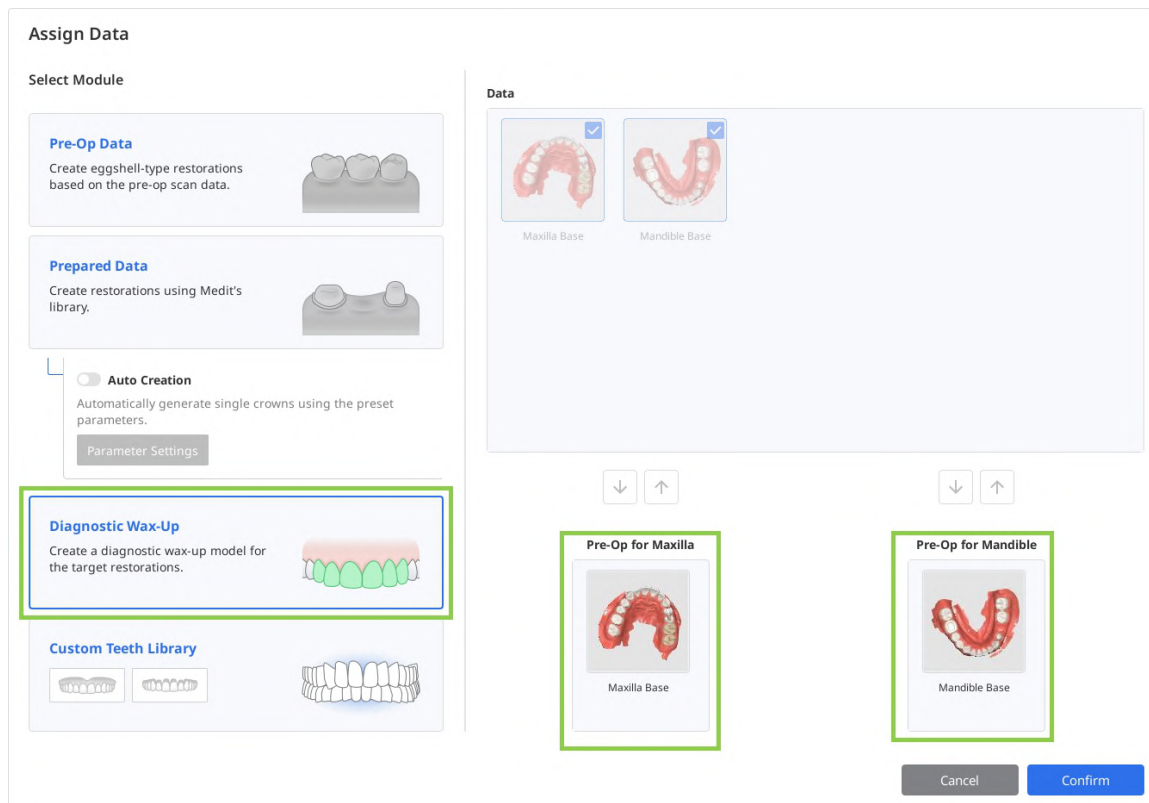 Assign Data
Select Module
Pre-Op Data
Create eggshell-type restorations
based on the pre-op scan data.
Prepared Data
Create restorations using Medit's
library.
Auto Creation
Automatically generate single crowns using the preset
parameters.
Parameter Settings
Diagnostic Wax-Up
Create a diagnostic wax-up model for
the target restorations.
Custom Teeth Library
Data
Maxilla Base
Mandible Base
Pre-Op for Maxilla
Maxilla Base
Pre-Op for Mandible
Mandible Base
Cancel
Confirm